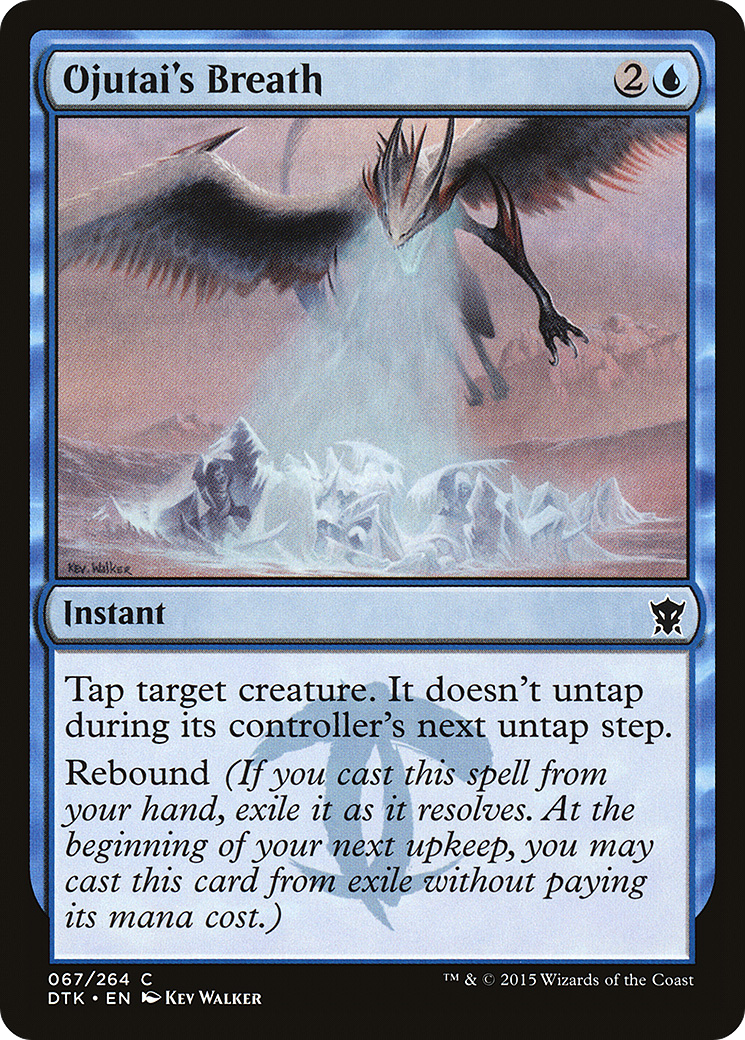 Ojutai's Breath 2
Kev. Walker
Instant
Tap target creature. It doesn't untap
during its controller's next untap step.
Rebound (If you cast this spell from
your hand, exile it as it resolves. At the
beginning of your next upkeep, you may
cast this card from exile without paying
its mana cost.)
067/264 C
DTK • EN Kev Walker
™ & © 2015 Wizards of the Coast